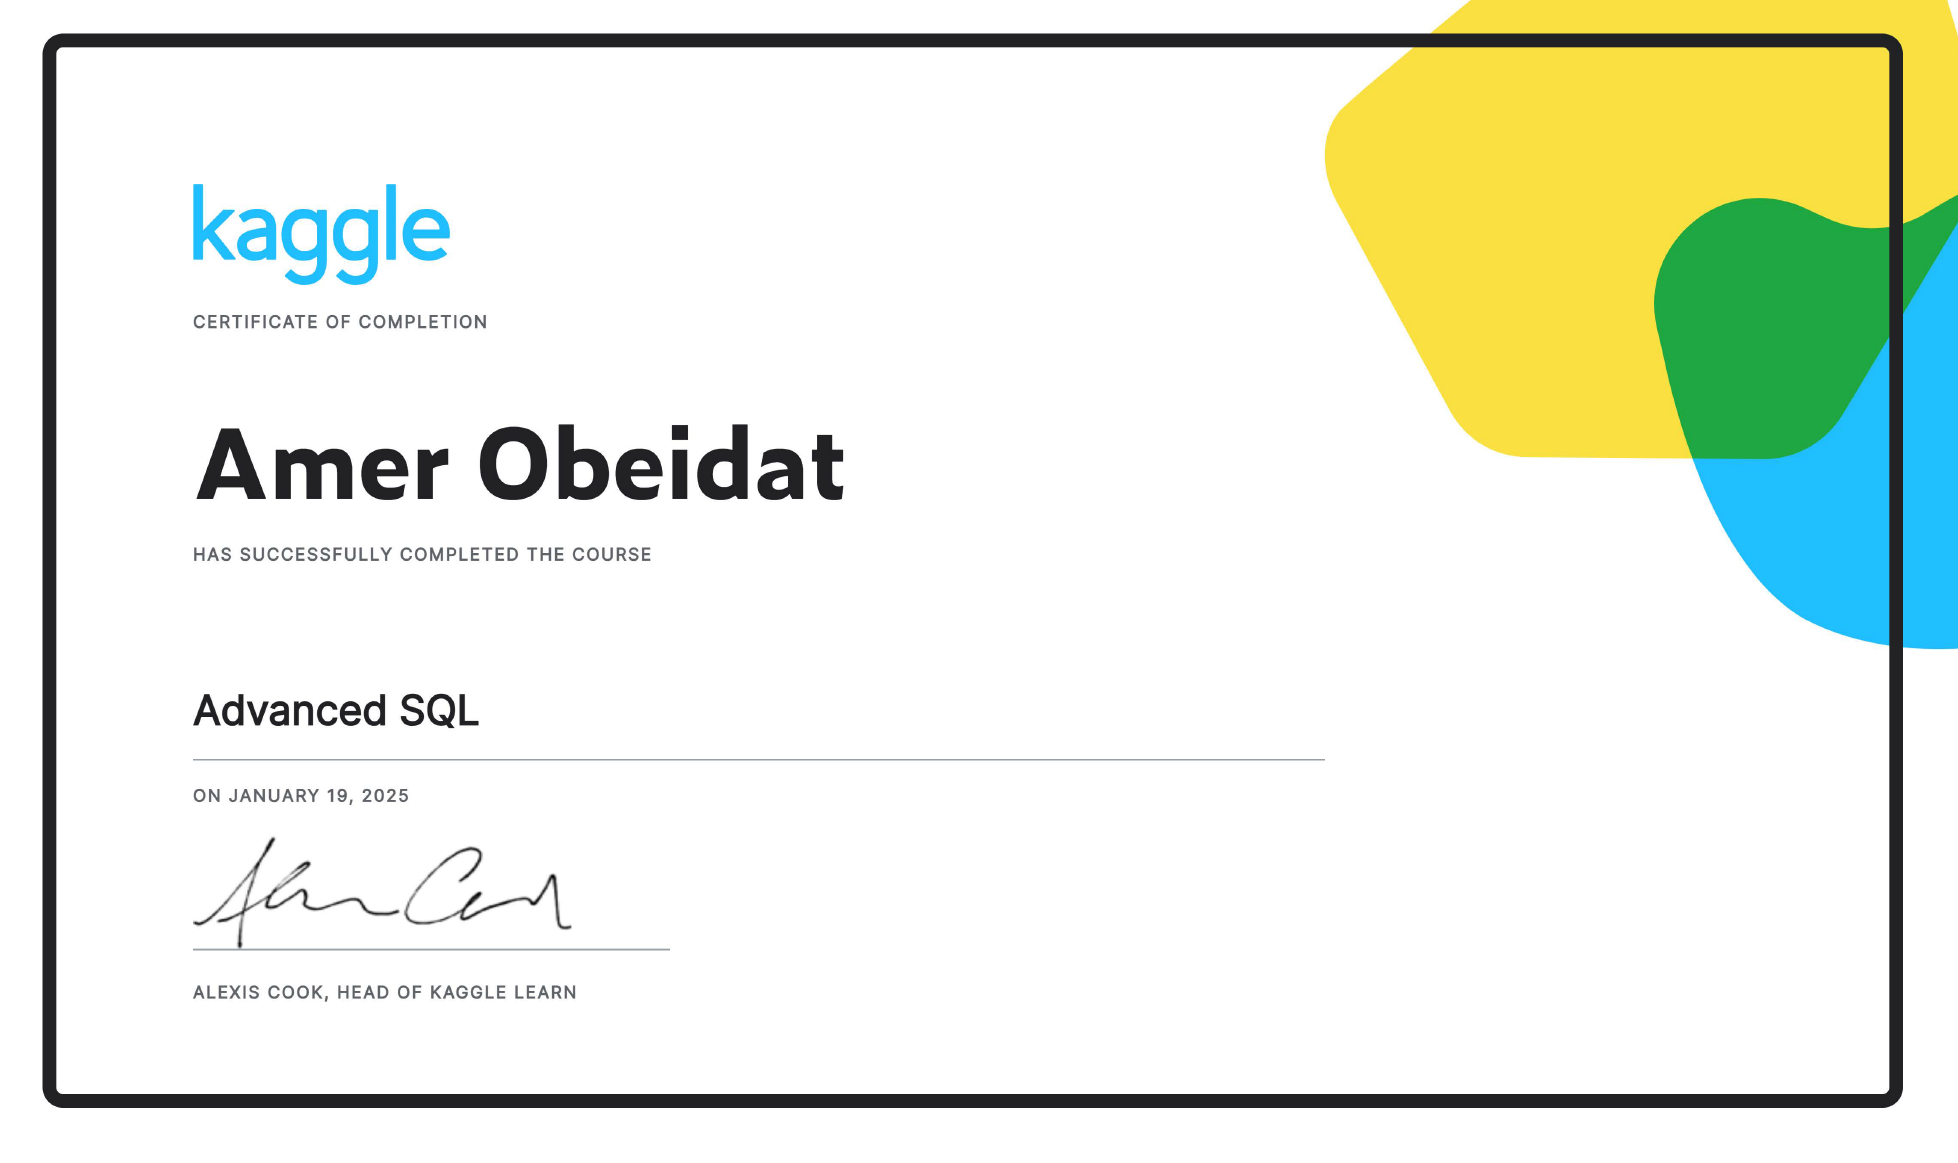 kaggle
CERTIFICATE OF COMPLETION
Amer Obeidat
HAS SUCCESSFULLY COMPLETED THE COURSE
Advanced SQL
ON JANUARY 19, 2025
ALEXIS COOK, HEAD OF KAGGLE LEARN